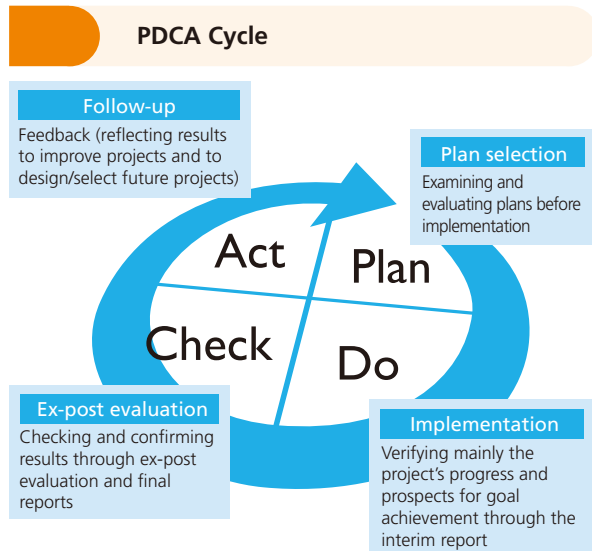 PDCA Cycle
Follow-up
Feedback (reflecting results
to improve projects and to
design/select future projects)
Plan selection
Examining and
evaluating plans before
implementation
Act
Plan
Check
Do
Ex-post evaluation
Checking and confirming
results through ex-post
evaluation and final
reports
Implementation
Verifying mainly the
project's progress and
prospects for goal
achievement through the
interim report